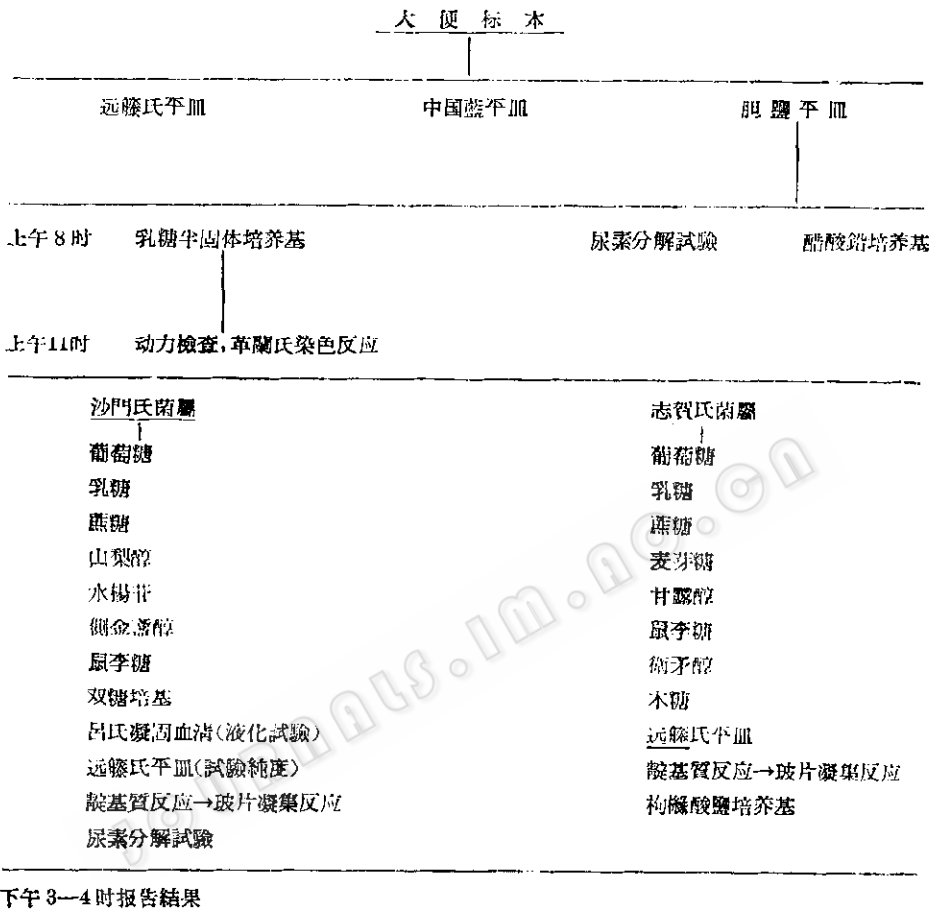 大便标本
远藤氏平皿 中国藍平皿 胆鹽平皿
上午8时 乳糖半固体培养基 尿素分解試驗 醋酸鉛培养基
上午11时 动力檢查,革蘭氏染色反应
沙門氏菌屬 志賀氏菌屬
葡萄糖 葡萄糖
乳糖 乳糖
蔗糖 蔗糖
山梨醇 麦芽糖
水楊苷 甘露醇
側金盞醇 鼠李糖
鼠李糖 衛矛醇
双糖培基 木糖
呂氏凝固血清(液化試驗) 远藤氏平皿
远藤氏平皿(試驗純度) 靛基質反应→玻片凝集反应
靛基質反应→玻片凝集反应 枸櫞酸鹽培养基
尿素分解試驗
下午3—4时报告結果
JOURNALS.IM.AC.CN